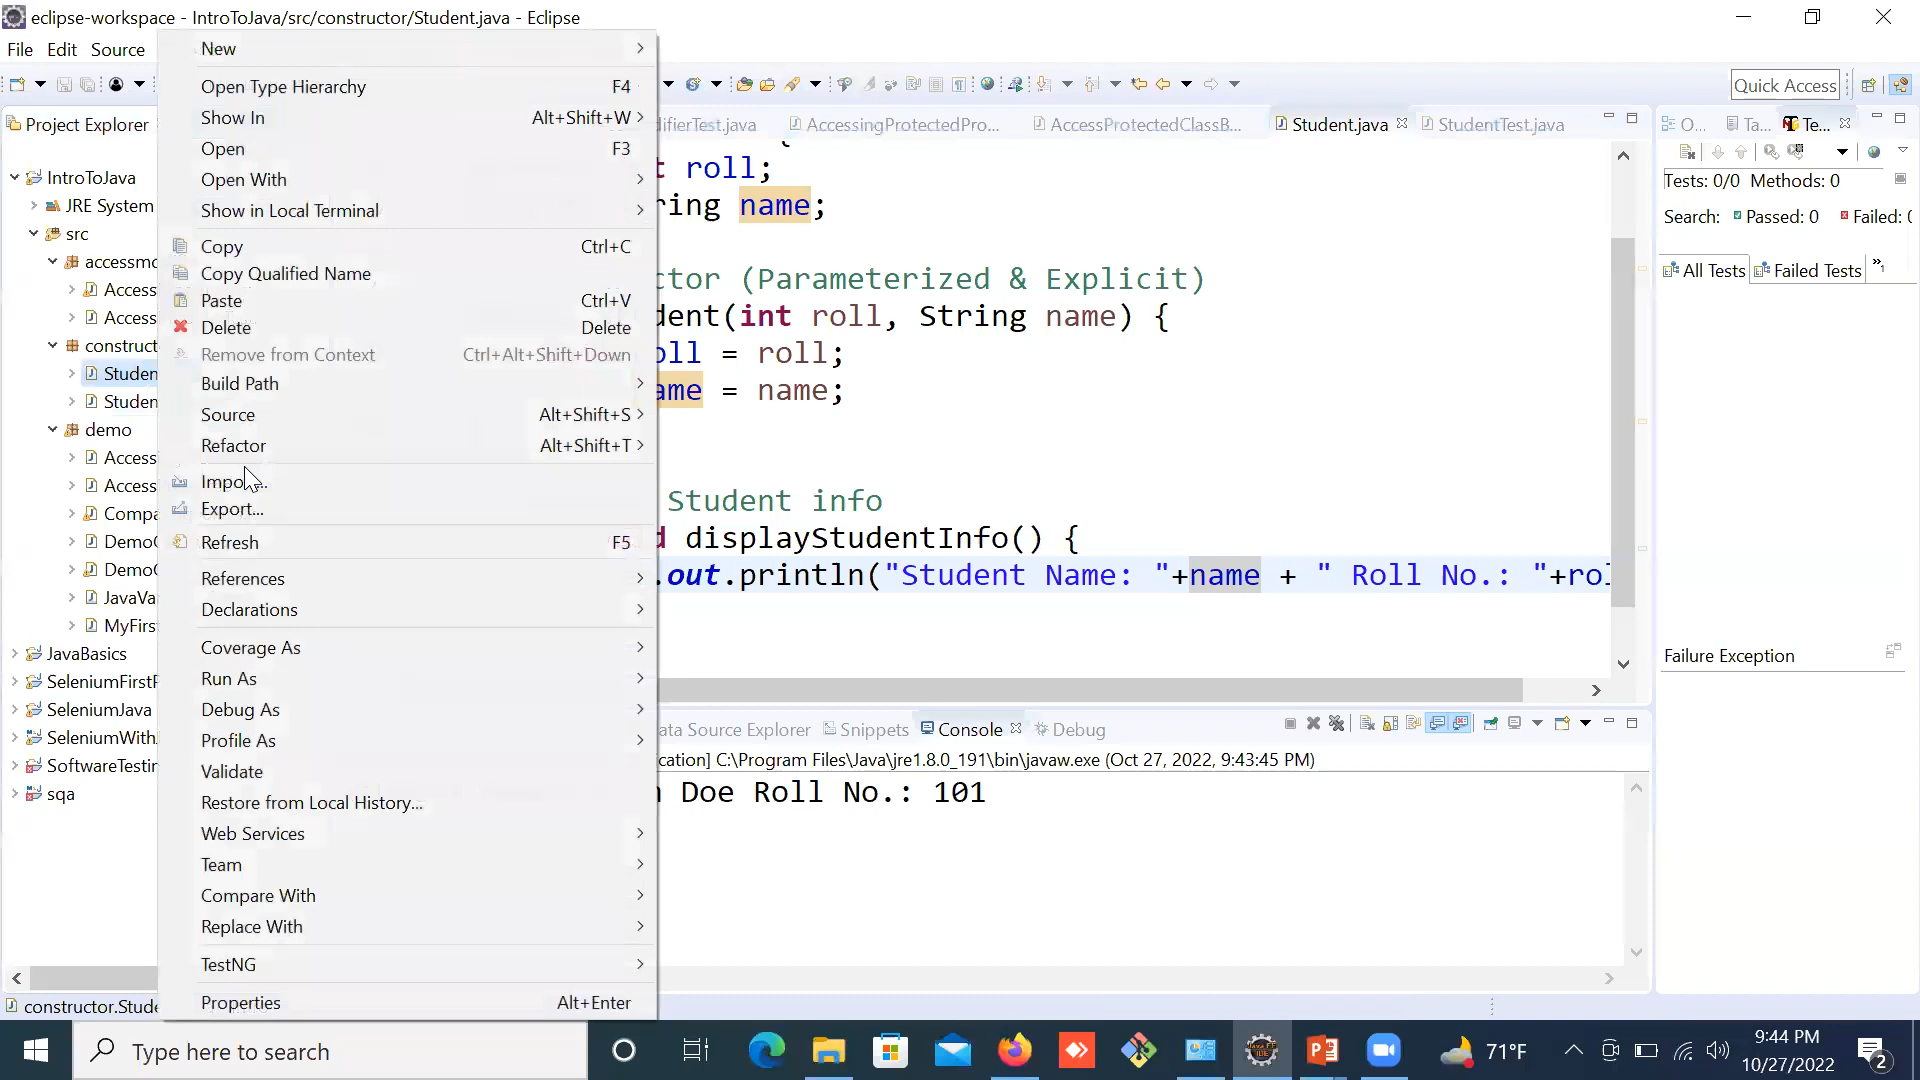 eclipse-workspace - IntroToJava/src/constructor/Student.java - Eclipse
File Edit Source
Quick Access
Project Explorer
IntroToJava
JRE System
src
accessmo
Access
Access
construct
Studen
Studen
demo
Access
Access
Compa
Demo
Demo
JavaVa
MyFirs
JavaBasics
SeleniumFirstP
SeleniumJava
SeleniumWith
SoftwareTestin
sqa
constructor.Stude
New
Open Type Hierarchy F4
Show In Alt+Shift+W
Open F3
Open With
Show in Local Terminal
Copy Ctrl+C
Copy Qualified Name
Paste Ctrl+V
Delete Delete
Remove from Context Ctrl+Alt+Shift+Down
Build Path
Source Alt+Shift+S
Refactor Alt+Shift+T
Impo...
Export...
Refresh F5
References
Declarations
Coverage As
Run As
Debug As
Profile As
Validate
Restore from Local History...
Web Services
Team
Compare With
Replace With
TestNG
Properties Alt+Enter
difierTest.java AccessingProtectedPro... AccessProtectedClassB... Student.java StudentTest.java
{
t roll;
ring name;
ctor (Parameterized & Explicit)
dent(int roll, String name) {
oll = roll;
ame = name;
Student info
d displayStudentInfo() {
.out.println("Student Name: "+name + " Roll No.: "+rol
ata Source Explorer Snippets Console Debug
cation] C:\Program Files\Java\jre1.8.0_191\bin\javaw.exe (Oct 27, 2022, 9:43:45 PM)
n Doe Roll No.: 101
O... Ta... Te...
Tests: 0/0 Methods: 0
Search: Passed: 0 Failed: 0
All Tests Failed Tests
Failure Exception
Type here to search
71°F
9:44 PM
10/27/2022
2